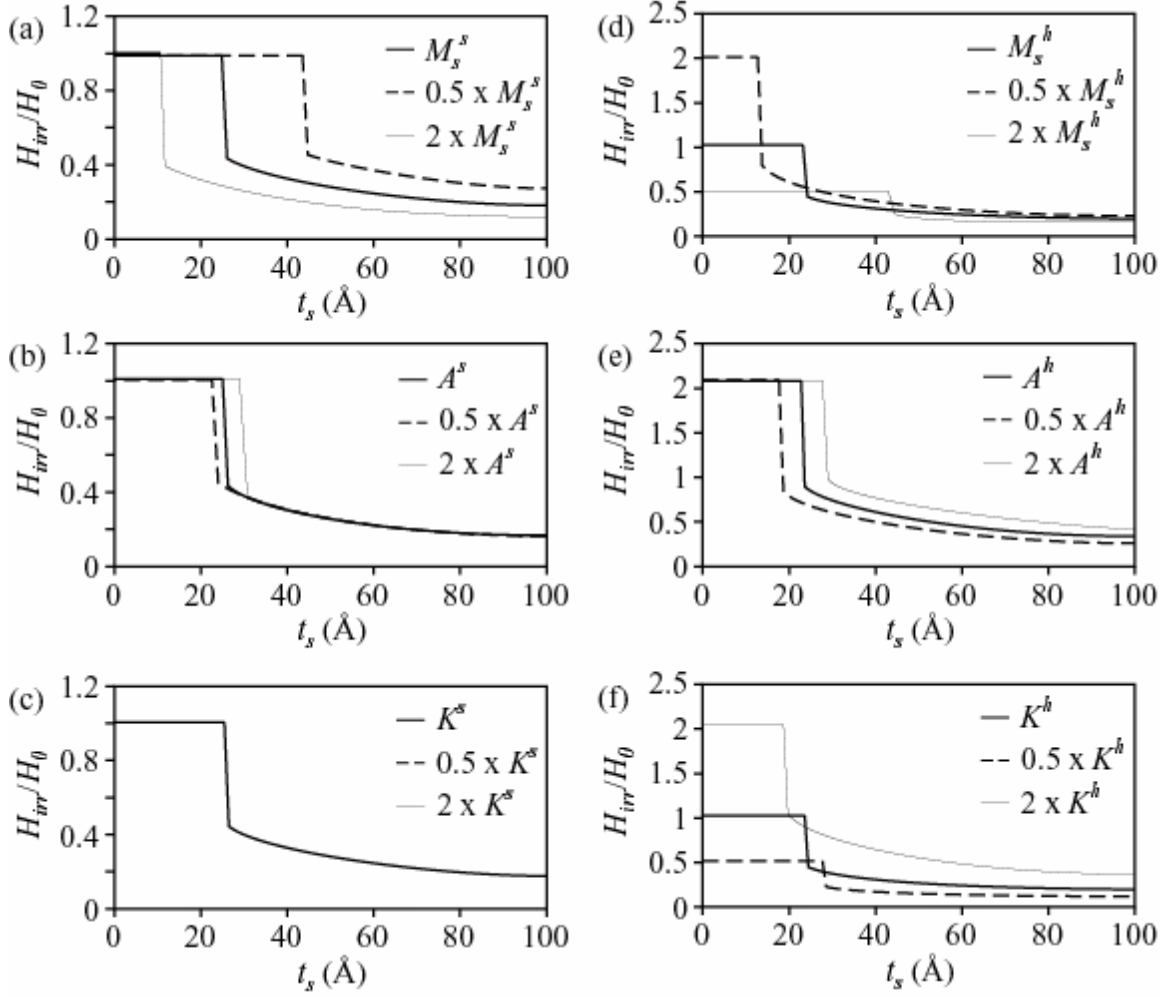 (a)
1.2
0.8
0.4
0
H_irr/H_0
M_s^s
0.5 x M_s^s
2 x M_s^s
0 20 40 60 80 100
t_s (Å)
(d)
2.5
2
1.5
1
0.5
0
H_irr/H_0
M_s^h
0.5 x M_s^h
2 x M_s^h
0 20 40 60 80 100
t_s (Å)
(b)
1.2
0.8
0.4
0
H_irr/H_0
A^s
0.5 x A^s
2 x A^s
0 20 40 60 80 100
t_s (Å)
(e)
2.5
2
1.5
1
0.5
0
H_irr/H_0
A^h
0.5 x A^h
2 x A^h
0 20 40 60 80 100
t_s (Å)
(c)
1.2
0.8
0.4
0
H_irr/H_0
K^s
0.5 x K^s
2 x K^s
0 20 40 60 80 100
t_s (Å)
(f)
2.5
2
1.5
1
0.5
0
H_irr/H_0
K^h
0.5 x K^h
2 x K^h
0 20 40 60 80 100
t_s (Å)